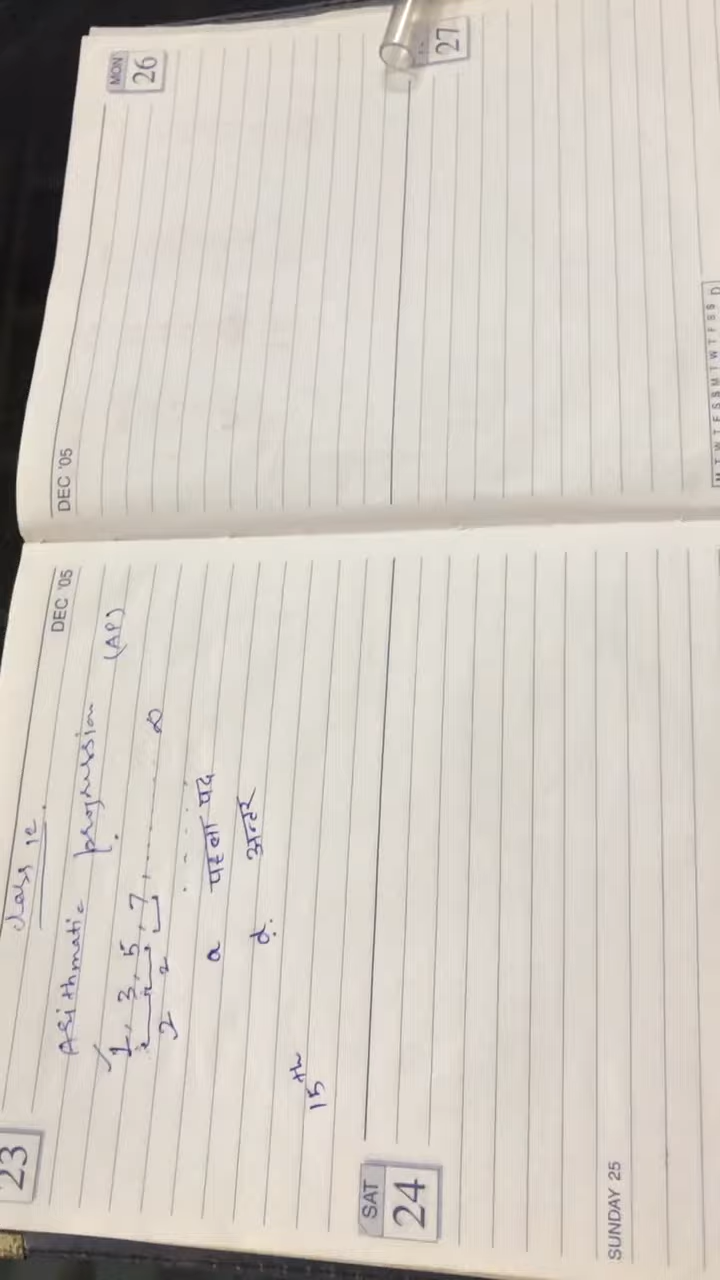 23
DEC '05
class 12.
Arithmatic progression (AP)
1, 3, 5, 7, ........ ∞
2 2
a पहला पद
d. अन्तर
15th
SAT
24
SUNDAY 25
DEC '05
MON
26
27
M T W T F S S M T W T F S S